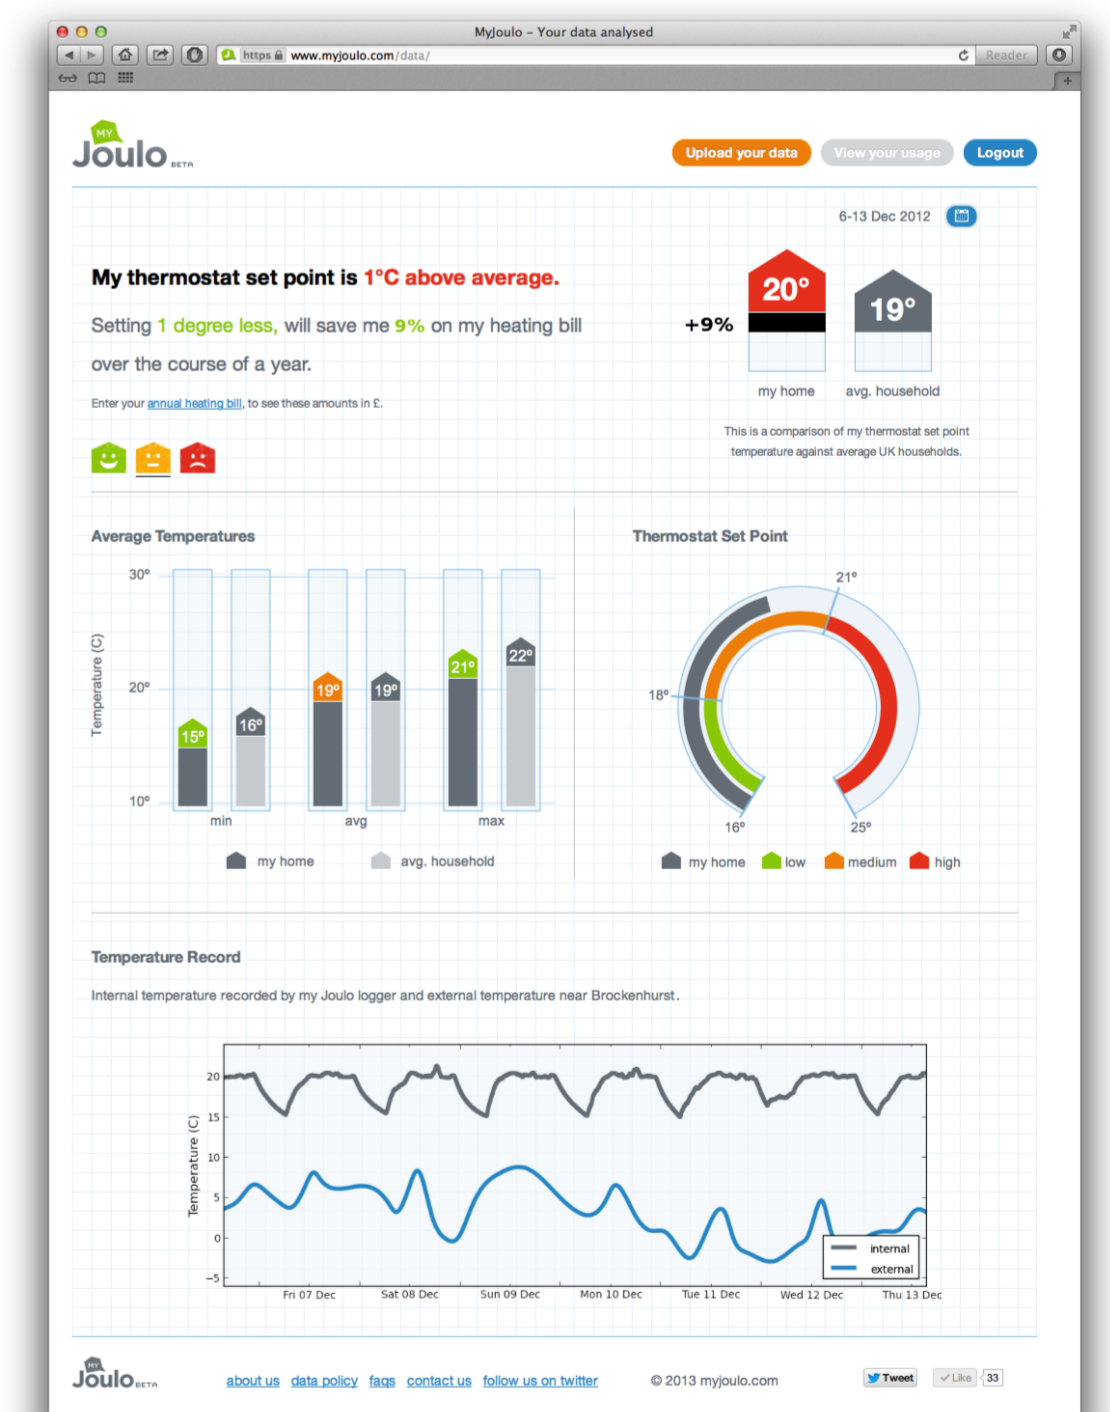 MyJoulo – Your data analysed
https www.myjoulo.com/data/
Reader
MY
Joulo BETA
Upload your data
View your usage
Logout
6-13 Dec 2012
My thermostat set point is 1°C above average.
Setting 1 degree less, will save me 9% on my heating bill
over the course of a year.
Enter your annual heating bill, to see these amounts in £.
20°
19°
+9%
my home
avg. household
This is a comparison of my thermostat set point
temperature against average UK households.
Average Temperatures
30°
20°
10°
Temperature (C)
15°
16°
19°
19°
21°
22°
min
avg
max
my home
avg. household
Thermostat Set Point
21°
18°
16°
25°
my home
low
medium
high
Temperature Record
Internal temperature recorded by my Joulo logger and external temperature near Brockenhurst.
Temperature (C)
20
15
10
5
0
−5
internal
external
Fri 07 Dec
Sat 08 Dec
Sun 09 Dec
Mon 10 Dec
Tue 11 Dec
Wed 12 Dec
Thu 13 Dec
MY
Joulo BETA
about us data policy faqs contact us follow us on twitter
© 2013 myjoulo.com
Tweet
Like
33